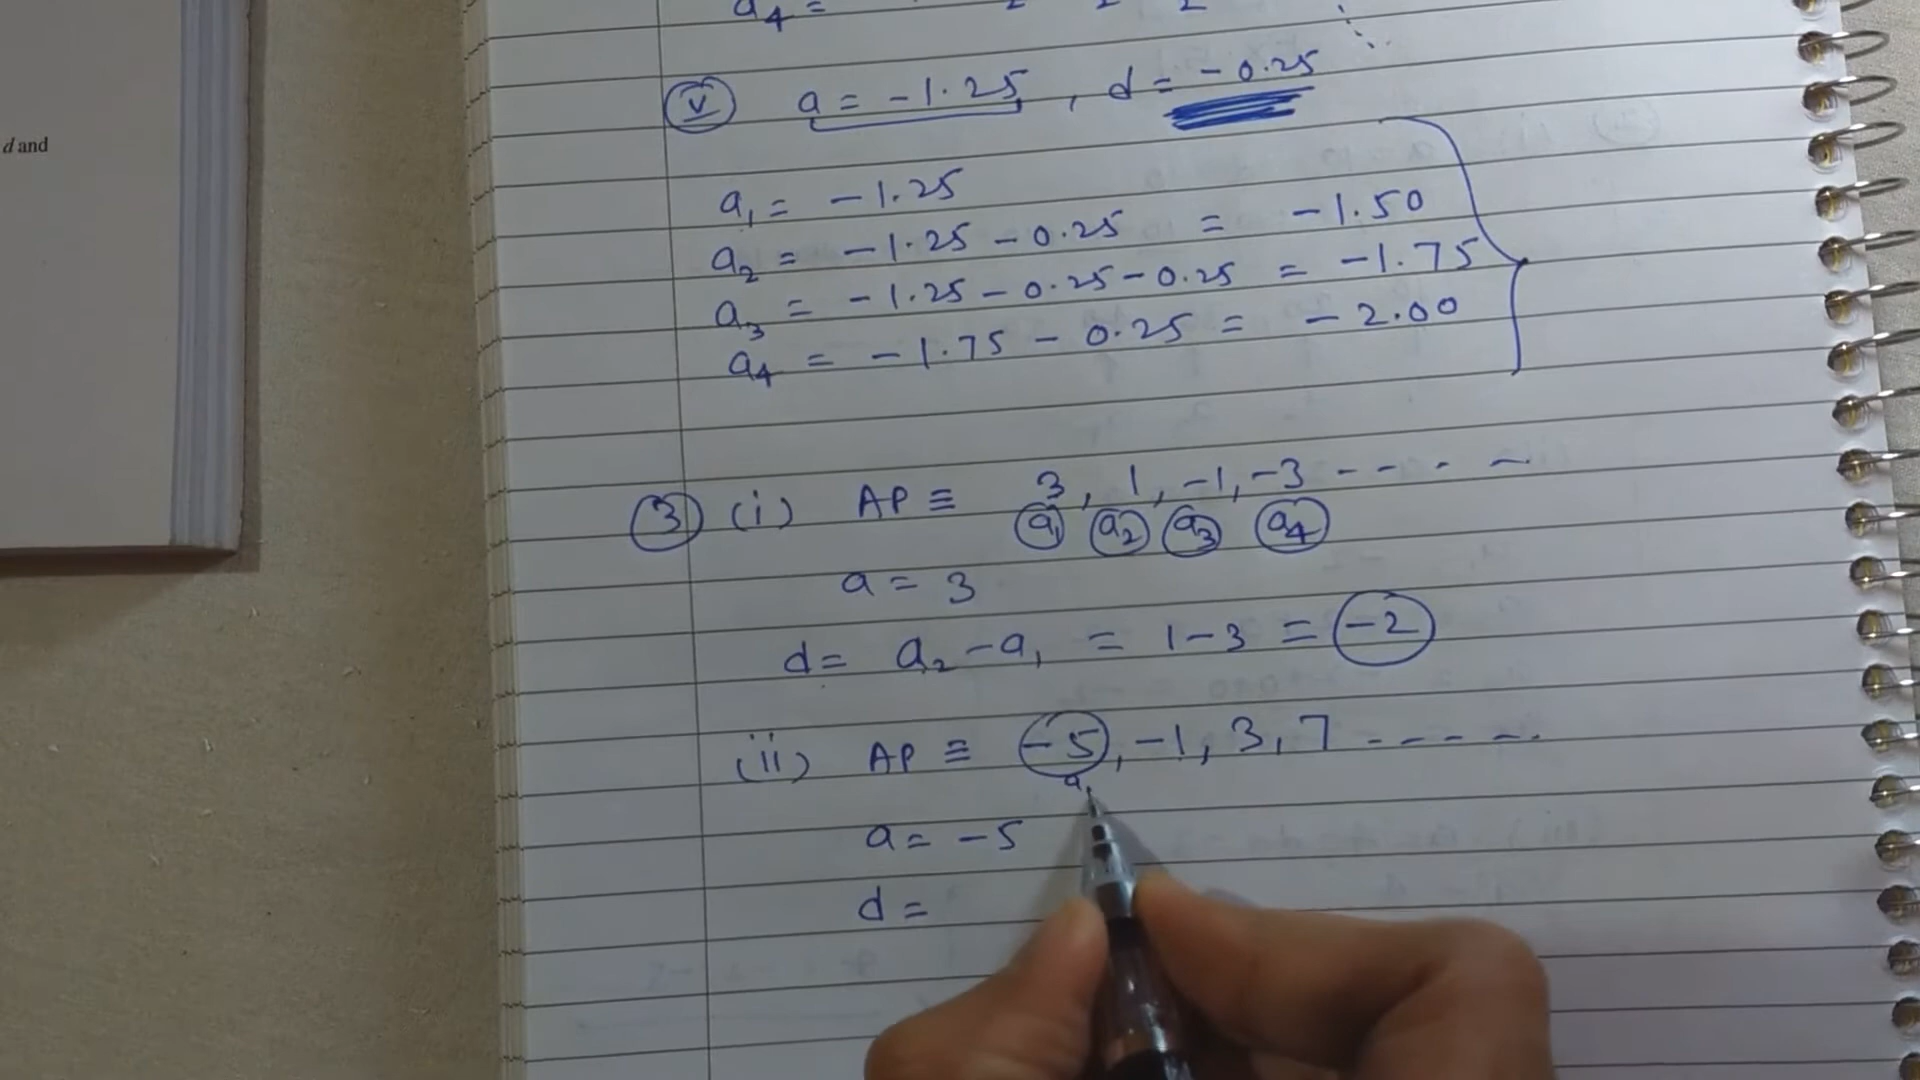 a4 =
d and
(v) a = -1.25 , d = -0.25
a1 = -1.25
a2 = -1.25 - 0.25 = -1.50
a3 = -1.25 - 0.25 - 0.25 = -1.75
a4 = -1.75 - 0.25 = -2.00
(3) (i) AP ≡ 3, 1, -1, -3 - - - -
a1 a2 a3 a4
a = 3
d = a2 - a1 = 1 - 3 = -2
(ii) AP ≡ -5, -1, 3, 7 - - - - -
a1
a = -5
d =